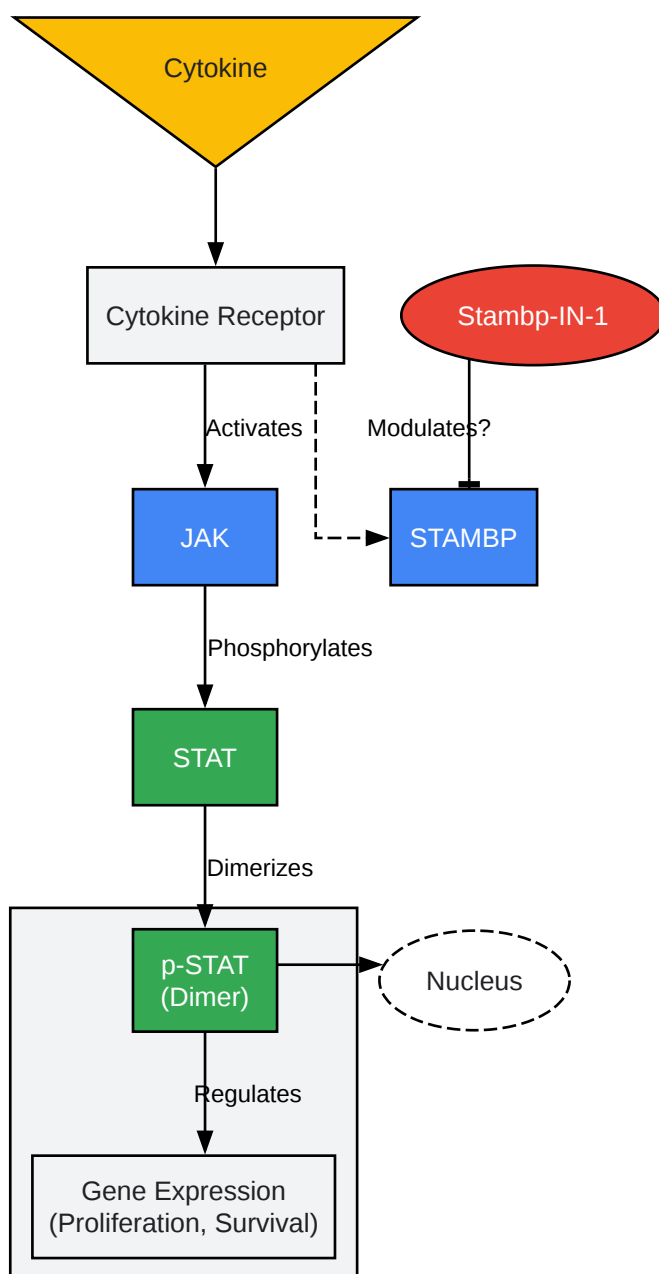 Cytokine
Cytokine Receptor
Stambp-IN-1
Activates
Modulates?
JAK
STAMBP
Phosphorylates
STAT
Dimerizes
p-STAT
(Dimer)
Nucleus
Regulates
Gene Expression
(Proliferation, Survival)